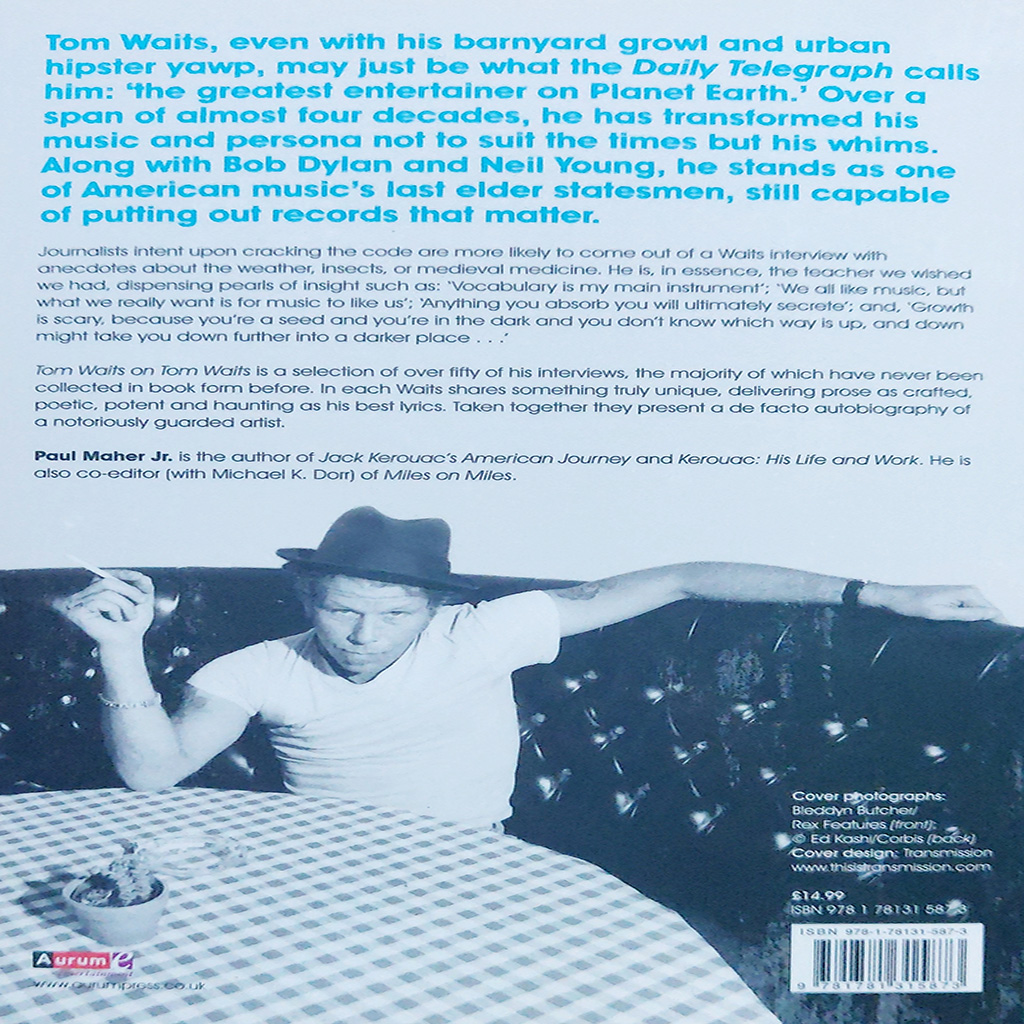 Tom Waits, even with his barnyard growl and urban
hipster yawp, may just be what the Daily Telegraph calls
him: ‘the greatest entertainer on Planet Earth.’ Over a
span of almost four decades, he has transformed his
music and persona not to suit the times but his whims.
Along with Bob Dylan and Neil Young, he stands as one
of American music’s last elder statesmen, still capable
of putting out records that matter.
Journalists intent upon cracking the code are more likely to come out of a Waits interview with
anecdotes about the weather, insects, or medieval medicine. He is, in essence, the teacher we wished
we had, dispensing pearls of insight such as: ‘Vocabulary is my main instrument’; ‘We all like music, but
what we really want is for music to like us’; ‘Anything you absorb you will ultimately secrete’; and, ‘Growth
is scary, because you’re a seed and you’re in the dark and you don’t know which way is up, and down
might take you down further into a darker place . . .’
Tom Waits on Tom Waits is a selection of over fifty of his interviews, the majority of which have never been
collected in book form before. In each Waits shares something truly unique, delivering prose as crafted,
poetic, potent and haunting as his best lyrics. Taken together they present a de facto autobiography of
a notoriously guarded artist.
Paul Maher Jr. is the author of Jack Kerouac’s American Journey and Kerouac: His Life and Work. He is
also co-editor (with Michael K. Dorr) of Miles on Miles.
Cover photographs:
Bleddyn Butcher/
Rex Features (front);
© Ed Kashi/Corbis (back)
Cover design: Transmission
www.thisistransmission.com
£14.99
ISBN 978 1 78131 587 3
ISBN 978-1-78131-587-3
9 781781 315873
Aurum
entertainment
www.aurumpress.co.uk